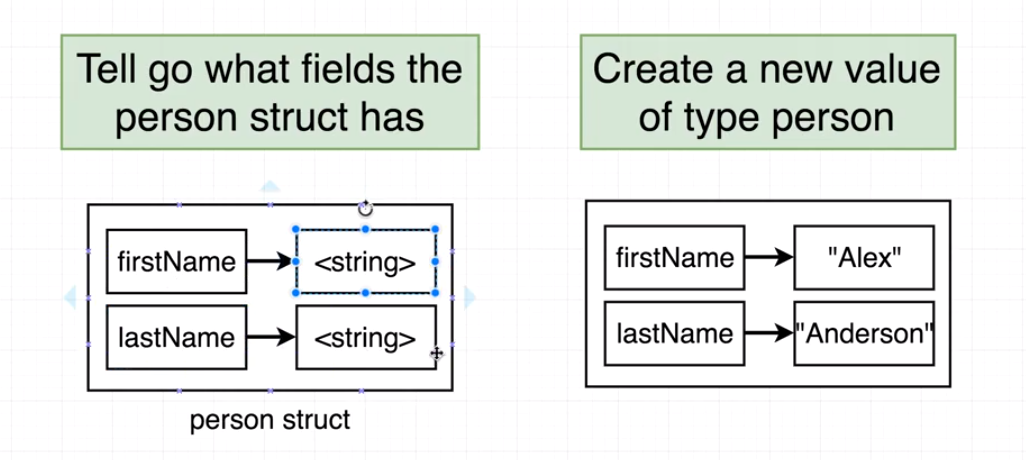 Tell go what fields the
person struct has
Create a new value
of type person
firstName
<string>
lastName
<string>
person struct
firstName
"Alex"
lastName
"Anderson"